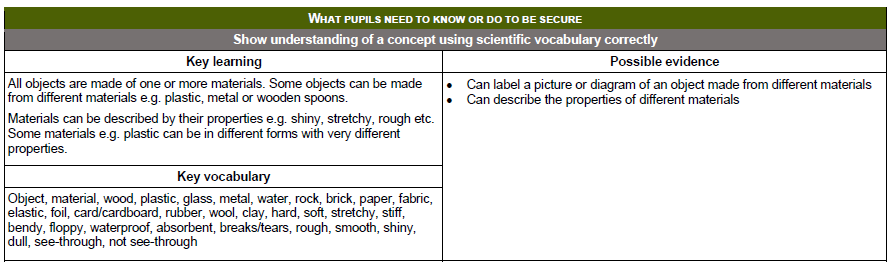 WHAT PUPILS NEED TO KNOW OR DO TO BE SECURE
Show understanding of a concept using scientific vocabulary correctly
Key learning
All objects are made of one or more materials. Some objects can be made
from different materials e.g. plastic, metal or wooden spoons.
Materials can be described by their properties e.g. shiny, stretchy, rough etc.
Some materials e.g. plastic can be in different forms with very different
properties.
Key vocabulary
Object, material, wood, plastic, glass, metal, water, rock, brick, paper, fabric,
elastic, foil, card/cardboard, rubber, wool, clay, hard, soft, stretchy, stiff,
bendy, floppy, waterproof, absorbent, breaks/tears, rough, smooth, shiny,
dull, see-through, not see-through
Possible evidence
• Can label a picture or diagram of an object made from different materials
• Can describe the properties of different materials